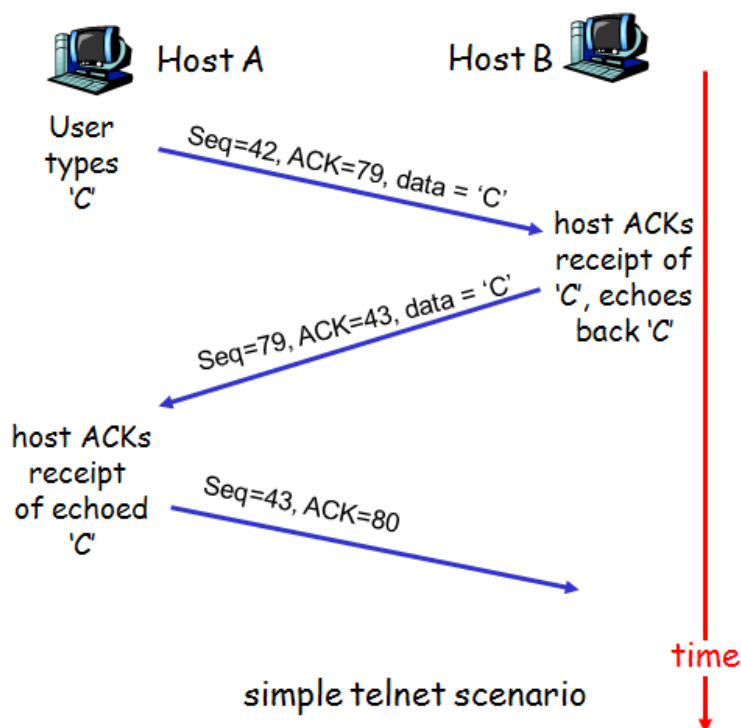 Host A
Host B
User
types
‘C’
Seq=42, ACK=79, data = ‘C’
host ACKs
receipt of
‘C’, echoes
back ‘C’
Seq=79, ACK=43, data = ‘C’
host ACKs
receipt
of echoed
‘C’
Seq=43, ACK=80
time
simple telnet scenario